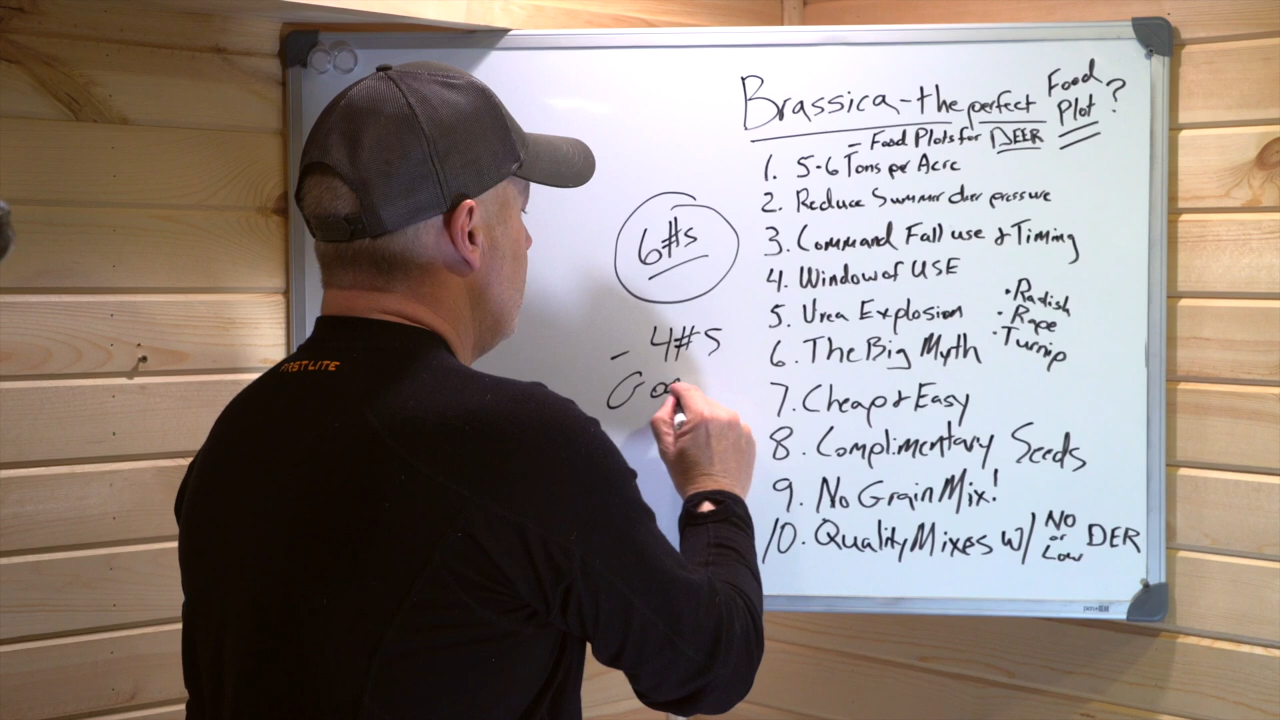 Brassica - the perfect Food Plot?
- Food Plots for DEER
1. 5-6 Tons per Acre
2. Reduce Summer deer pressure
3. Command Fall use & Timing
4. Window of USE
5. Urea Explosion
• Radish
• Rape
• Turnip
6. The Big Myth
7. Cheap & Easy
8. Complimentary Seeds
9. No Grain Mix!
10. Quality Mixes w/ NO or Low DER
6#s
- 4#s
Goo
FIRSTLITE